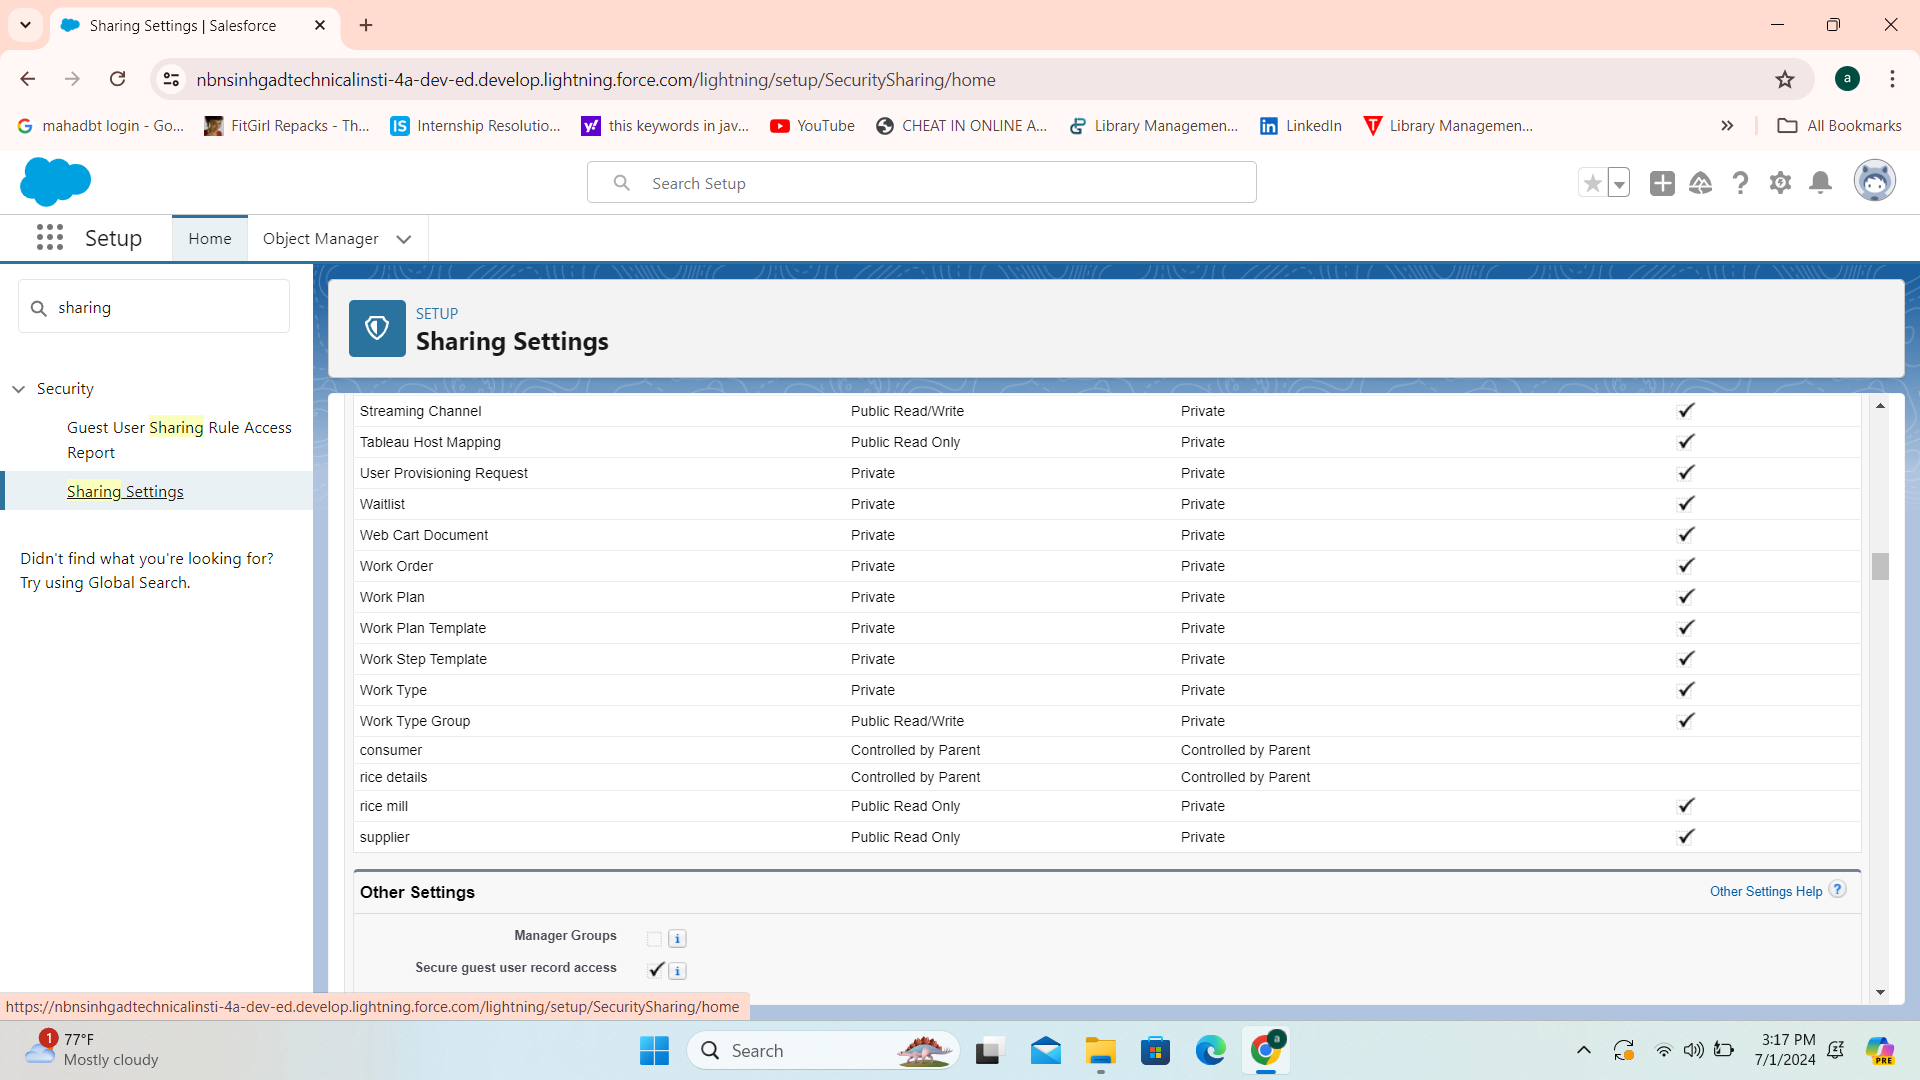 Sharing Settings | Salesforce
nbnsinhgadtechnicalinsti-4a-dev-ed.develop.lightning.force.com/lightning/setup/SecuritySharing/home
a
mahadbt login - Go...
FitGirl Repacks - Th...
IS Internship Resolutio...
y! this keywords in jav...
YouTube
CHEAT IN ONLINE A...
Library Managemen...
in LinkedIn
Library Managemen...
All Bookmarks
Search Setup
Setup
Home
Object Manager
sharing
Security
Guest User Sharing Rule Access
Report
Sharing Settings
Didn't find what you're looking for?
Try using Global Search.
SETUP
Sharing Settings
Streaming Channel Public Read/Write Private
Tableau Host Mapping Public Read Only Private
User Provisioning Request Private Private
Waitlist Private Private
Web Cart Document Private Private
Work Order Private Private
Work Plan Private Private
Work Plan Template Private Private
Work Step Template Private Private
Work Type Private Private
Work Type Group Public Read/Write Private
consumer Controlled by Parent Controlled by Parent
rice details Controlled by Parent Controlled by Parent
rice mill Public Read Only Private
supplier Public Read Only Private
Other Settings
Other Settings Help ?
Manager Groups i
Secure guest user record access i
https://nbnsinhgadtechnicalinsti-4a-dev-ed.develop.lightning.force.com/lightning/setup/SecuritySharing/home
1
77°F
Mostly cloudy
Search
a
3:17 PM
7/1/2024
PRE